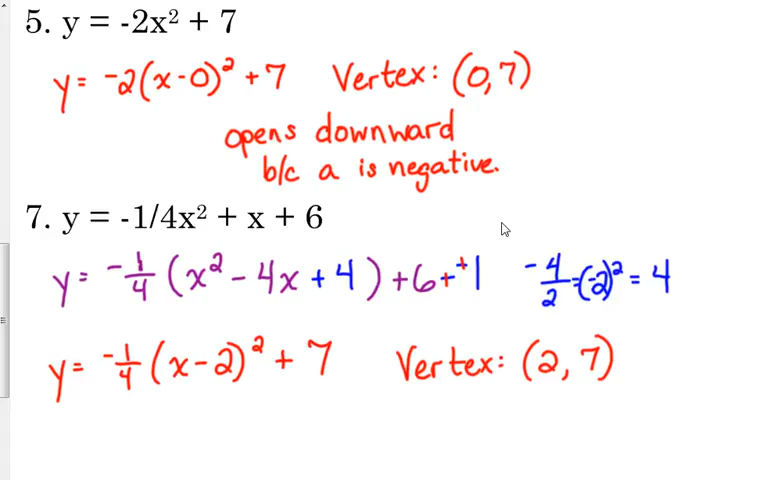 5. y = -2x² + 7
y = -2(x-0)² + 7 Vertex: (0,7)
opens downward
b/c a is negative.
7. y = -1/4x² + x + 6
y = -1/4 (x² - 4x + 4) + 6 + +1 -4/2 = (-2)² = 4
y = -1/4 (x-2)² + 7 Vertex: (2,7)